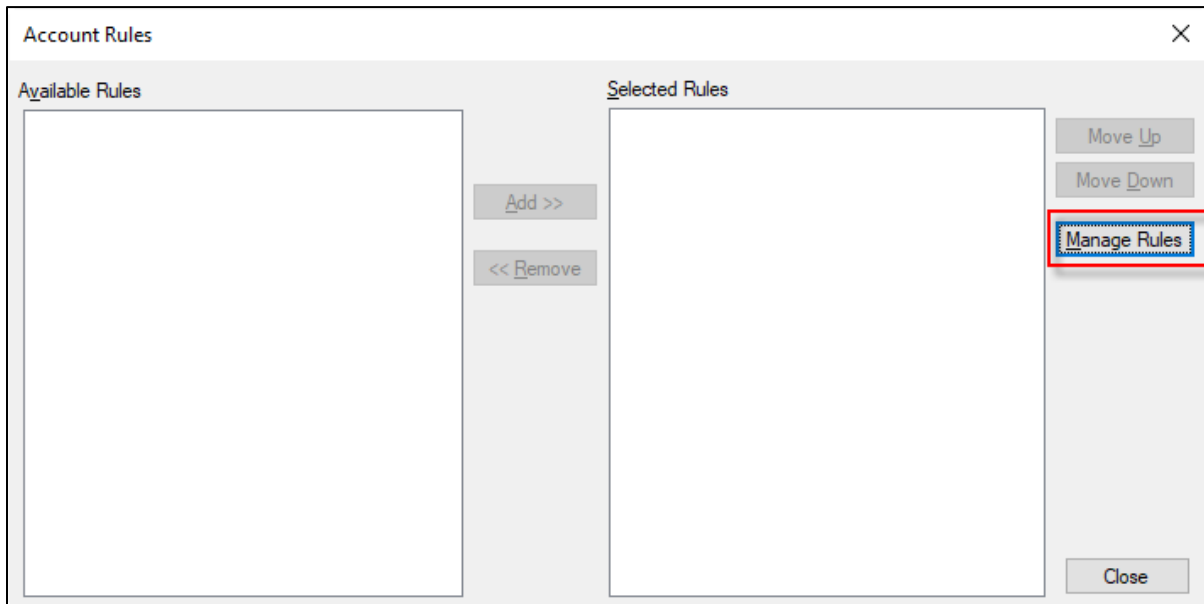 Account Rules
Available Rules
Selected Rules
Move Up
Move Down
Add >>
Manage Rules
<< Remove
Close